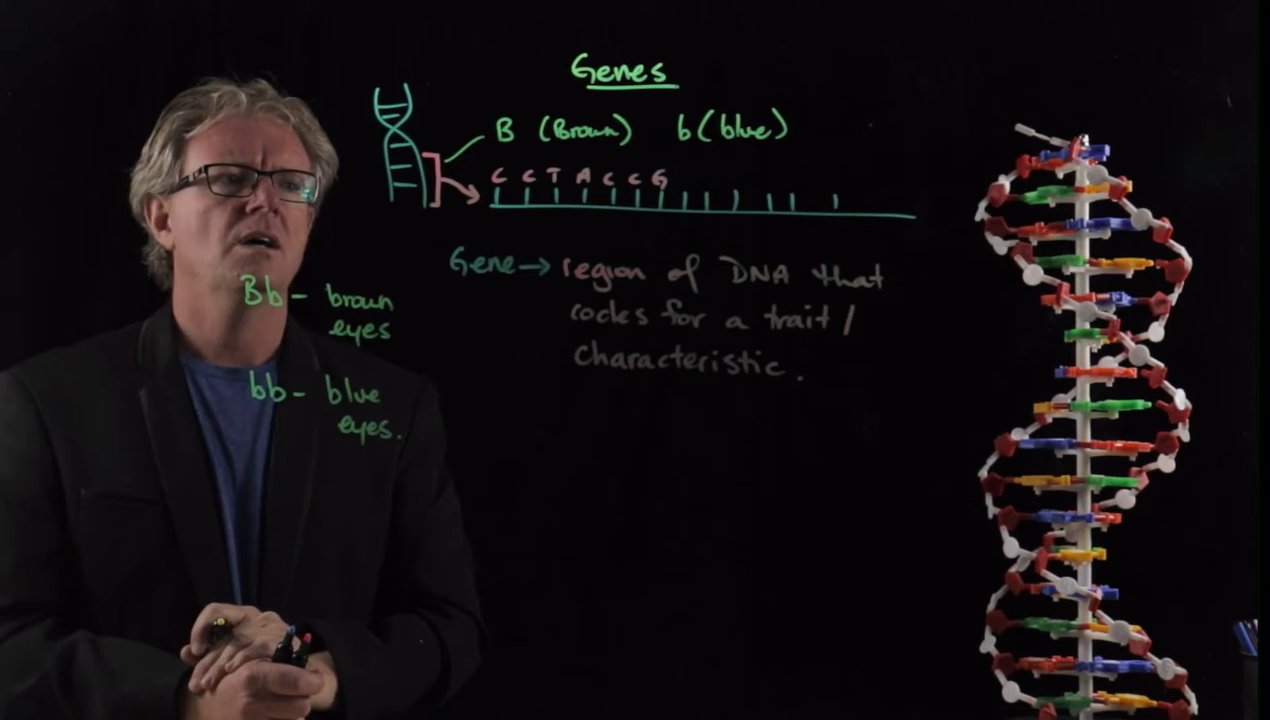 Genes
B (Brown) b (blue)
C C T A C C G
Gene → region of DNA that
codes for a trait /
characteristic.
Bb - brown
eyes
bb - blue
eyes.